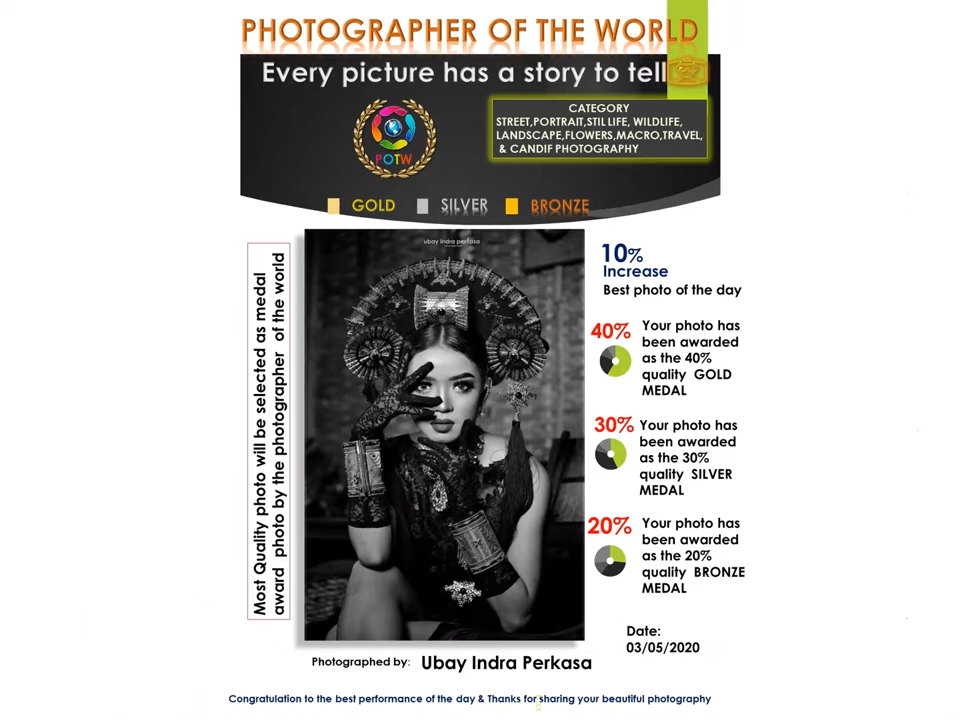 PHOTOGRAPHER OF THE WORLD
Every picture has a story to tell
CATEGORY
STREET,PORTRAIT,STIL LIFE, WILDLIFE,
LANDSCAPE,FLOWERS,MACRO,TRAVEL,
& CANDIF PHOTOGRAPHY
POTW
GOLD
SILVER
BRONZE
Most Quality photo will be selected as medal
award photo by the photographer of the world
ubay indra perkasa
10%
Increase
Best photo of the day
40%
Your photo has
been awarded
as the 40%
quality GOLD
MEDAL
30%
Your photo has
been awarded
as the 30%
quality SILVER
MEDAL
20%
Your photo has
been awarded
as the 20%
quality BRONZE
MEDAL
Date:
03/05/2020
Photographed by: Ubay Indra Perkasa
Congratulation to the best performance of the day & Thanks for sharing your beautiful photography